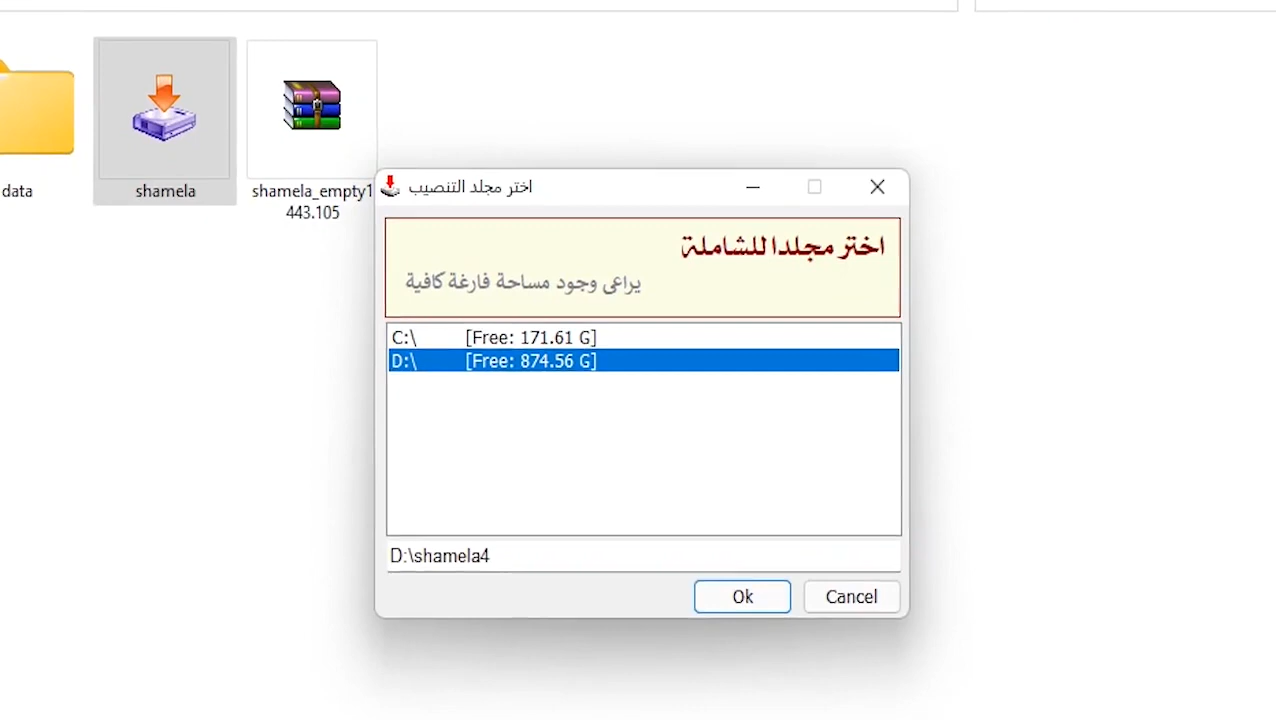 data
shamela
shamela_empty1
443.105
اختر مجلد التنصيب
اختر مجلدا للشاملة
يراعى وجود مساحة فارغة كافية
C:\ [Free: 171.61 G]
D:\ [Free: 874.56 G]
D:\shamela4
Ok
Cancel